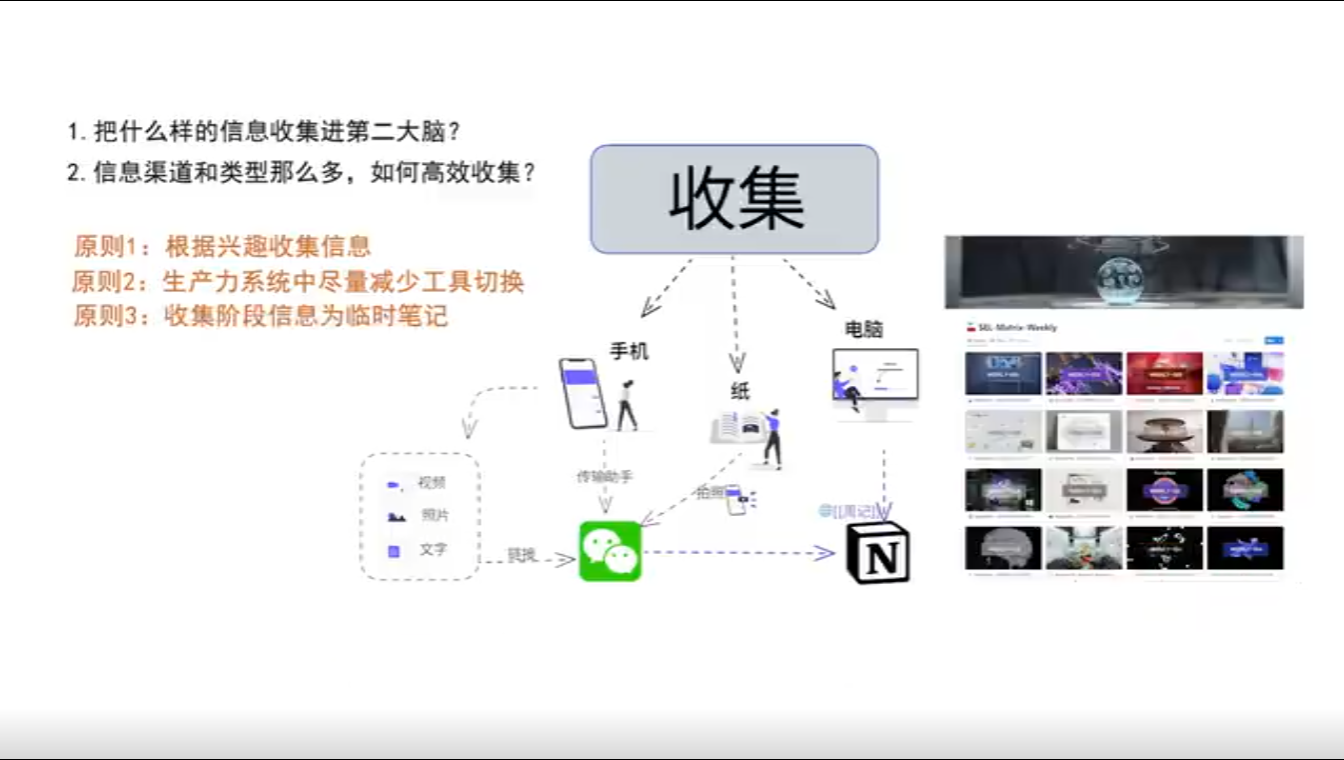 1. 把什么样的信息收集进第二大脑？
2. 信息渠道和类型那么多，如何高效收集？
原则1：根据兴趣收集信息
原则2：生产力系统中尽量减少工具切换
原则3：收集阶段信息为临时笔记
收集
手机
纸
电脑
视频
照片
文字
传输助手
拍照
链接
@[[周记]]
N
SEL-Matrix-Weekly